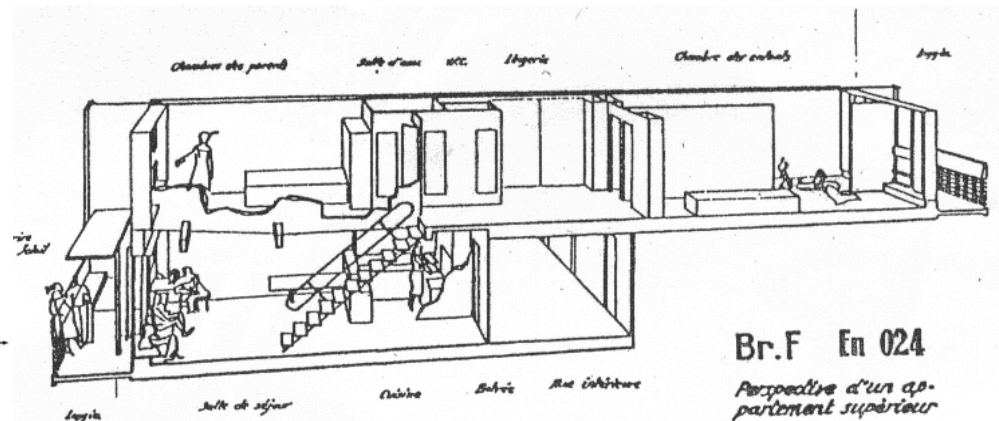 Chambre des parents Salle d'eau W.C. Lingerie Chambre des enfants Loggia
Soleil
Br.F En 024
Perspective d'un ap-
partement supérieur
Loggia Salle de séjour Cuisine Entrée Rue intérieure